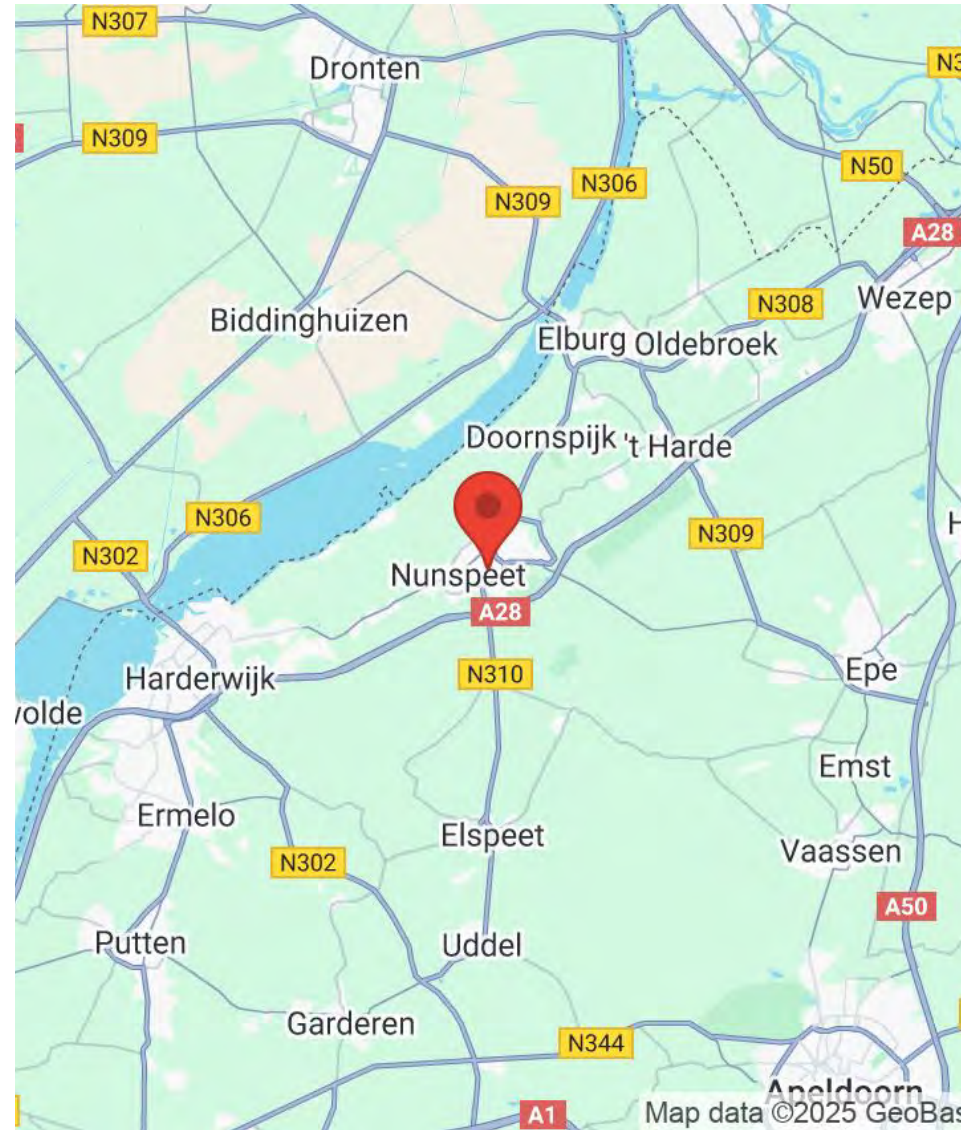 N307
Dronten
N3
N309
N50
N306
N309
A28
Wezep
N308
Biddinghuizen
Elburg
Oldebroek
Doornspijk
't Harde
N306
N309
H
N302
Nunspeet
A28
Harderwijk
N310
Epe
volde
Emst
Ermelo
Elspeet
Vaassen
N302
A50
Putten
Uddel
Garderen
N344
Apeldoorn
A1
Map data ©2025 GeoBas